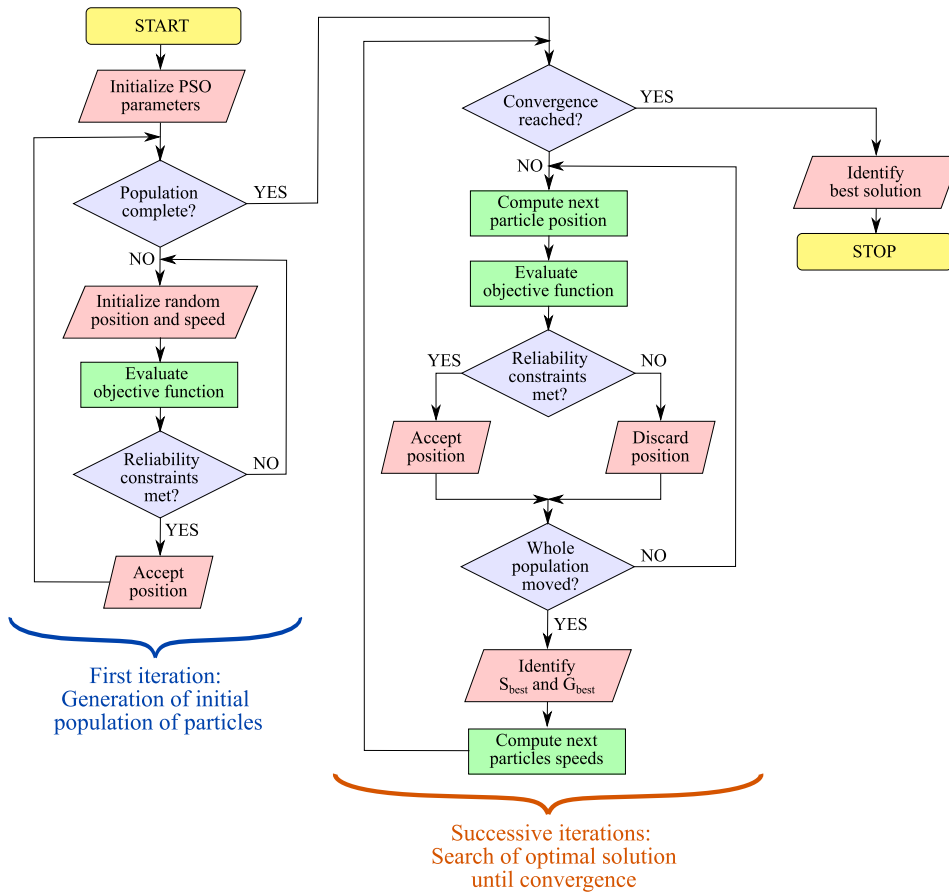 START
Initialize PSO
parameters
Population
complete?
YES
NO
Initialize random
position and speed
Evaluate
objective function
Reliability
constraints
met?
NO
YES
Accept
position
First iteration:
Generation of initial
population of particles
Convergence
reached?
YES
NO
Identify
best solution
STOP
Compute next
particle position
Evaluate
objective function
YES
Reliability
constraints
met?
NO
Accept
position
Discard
position
Whole
population
moved?
NO
YES
Identify
Sbest and Gbest
Compute next
particles speeds
Successive iterations:
Search of optimal solution
until convergence